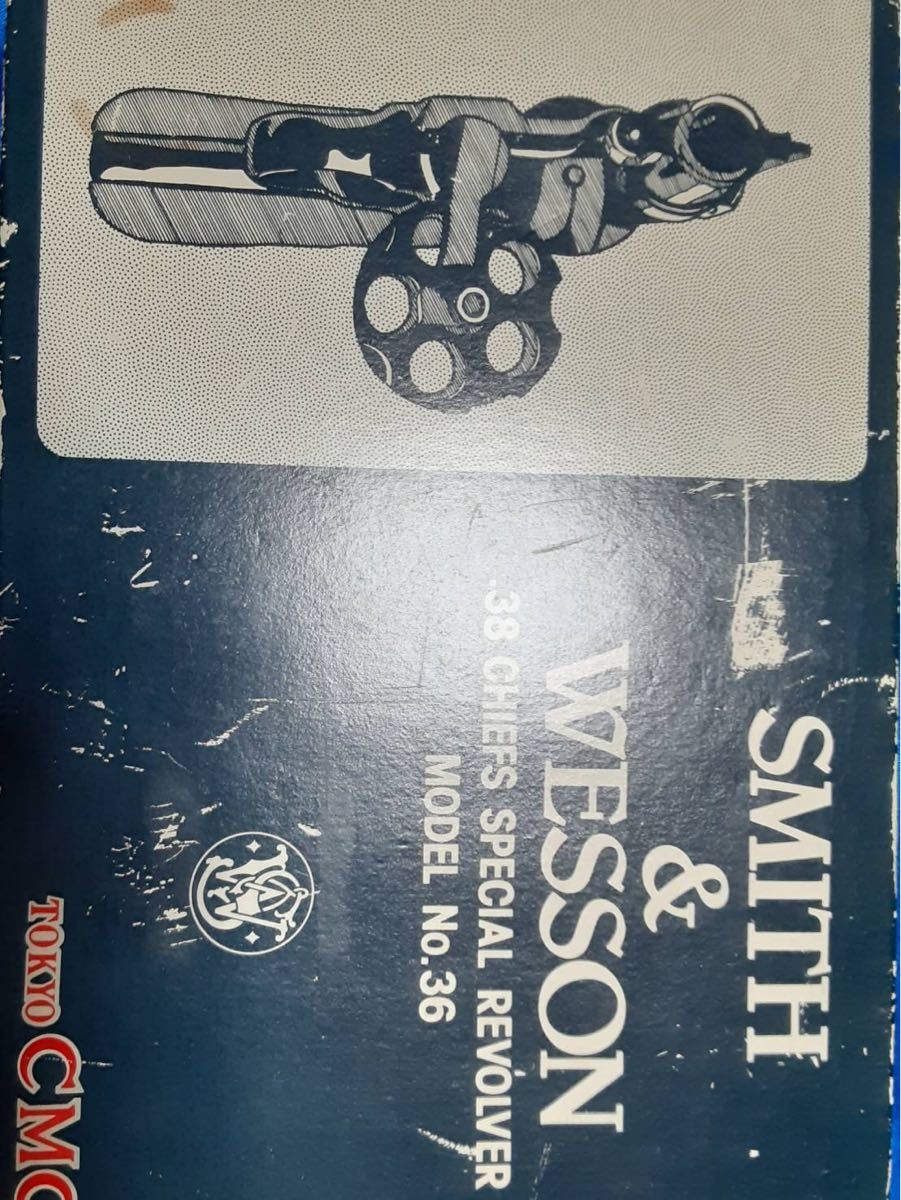 SMITH
&
WESSON
.38 CHIEFS SPECIAL REVOLVER
MODEL No.36
TOKYO CMC